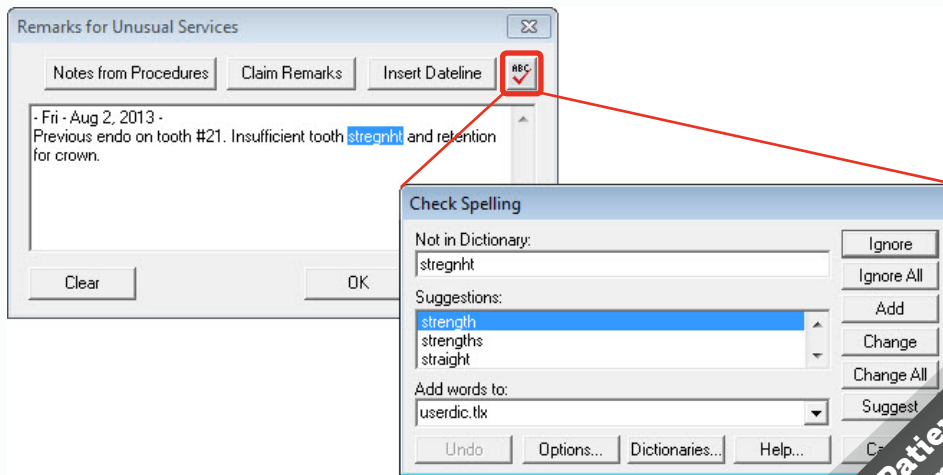 Remarks for Unusual Services
Notes from Procedures Claim Remarks Insert Dateline ABC
- Fri - Aug 2, 2013 -
Previous endo on tooth #21. Insufficient tooth stregnht and retention
for crown.
Clear OK
Check Spelling
Not in Dictionary:
stregnht
Ignore
Ignore All
Suggestions:
strength
strengths
straight
Add
Change
Change All
Add words to:
userdic.tlx
Suggest
Undo Options... Dictionaries... Help...